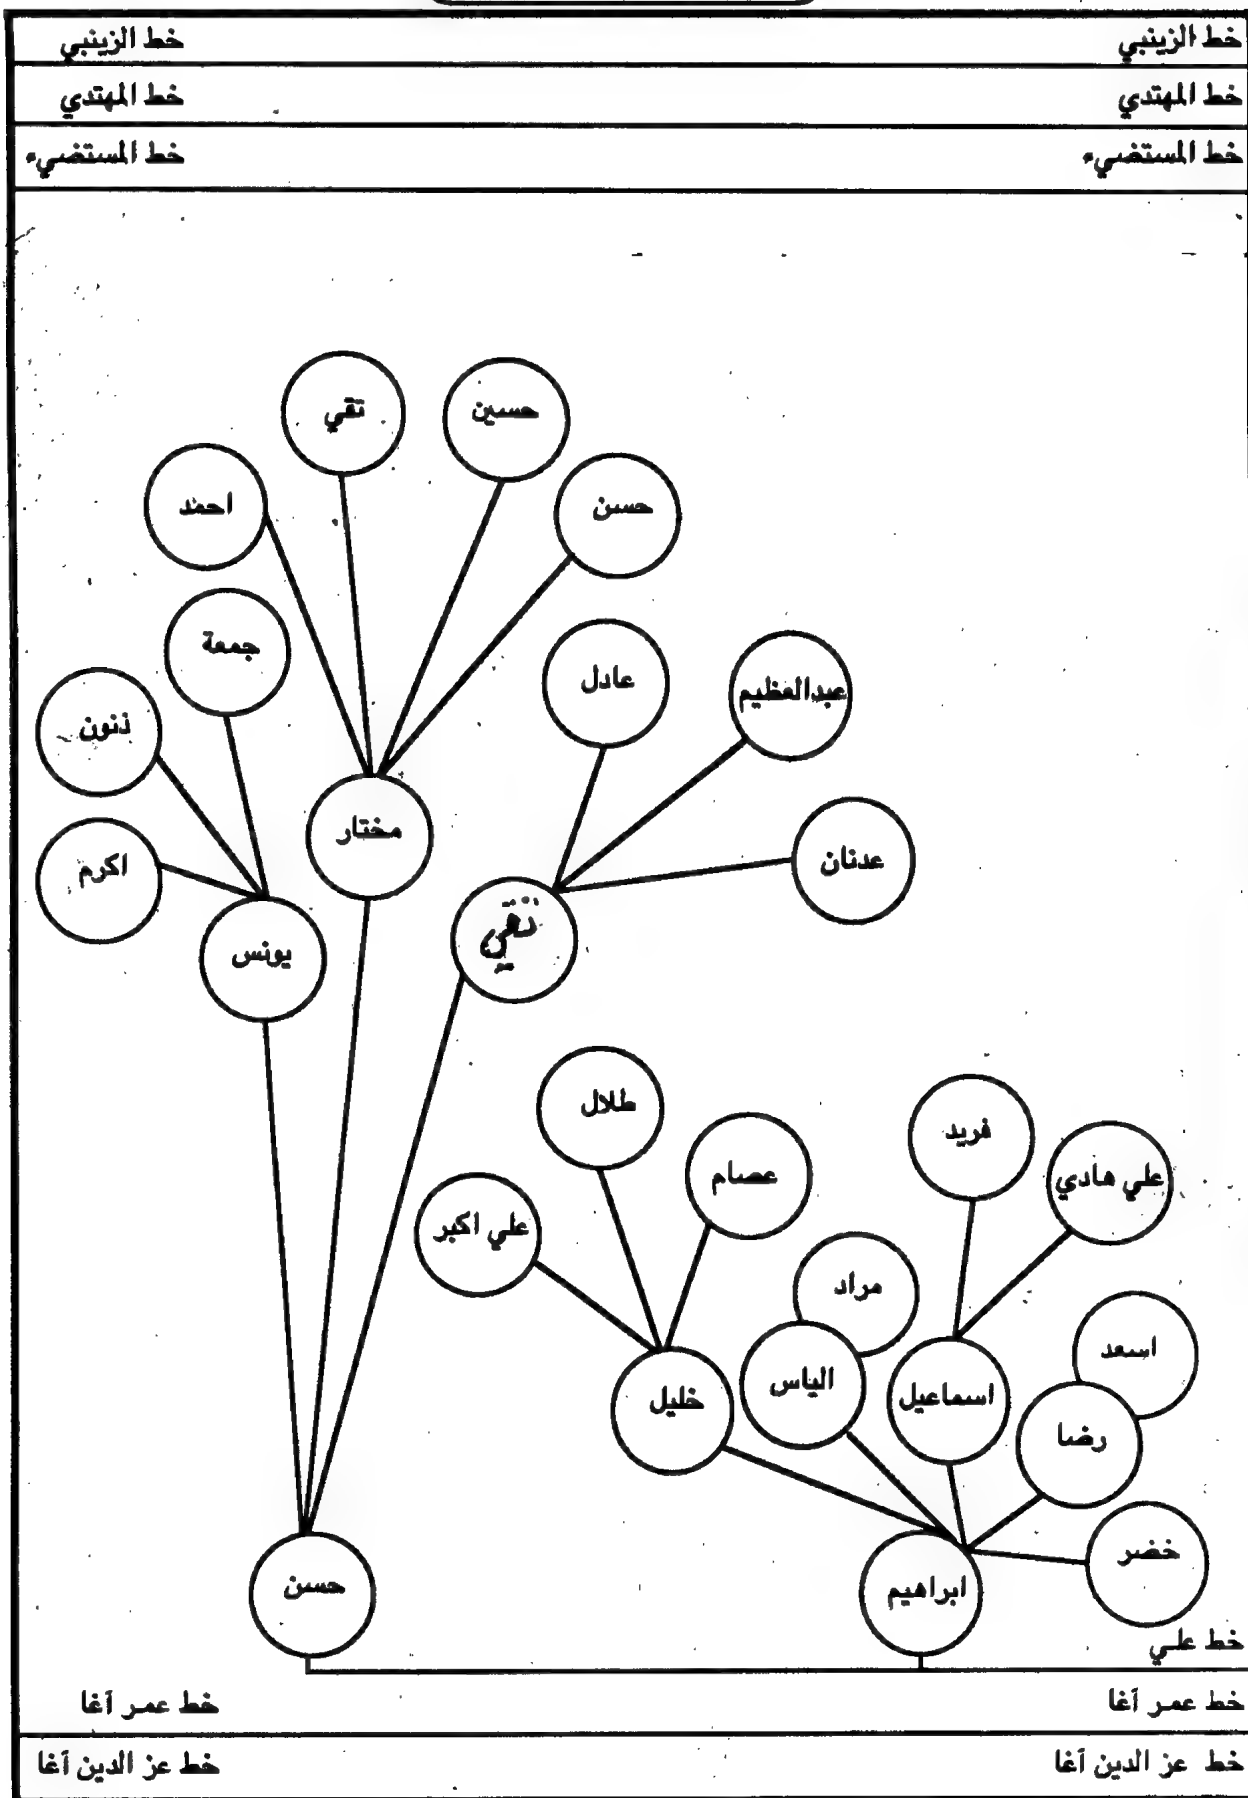 خط الزينبي
خط الزينبي
خط المهتدي
خط المهتدي
خط المستضيء
خط المستضيء
تقي
حسين
احمد
حسن
جمعة
عادل
عبدالعظيم
ذنون
مختار
عدنان
اكرم
يونس
تقي
طلال
فريد
عصام
علي هادي
علي اكبر
مراد
اسعد
الياس
اسماعيل
خليل
رضا
خضر
حسن
ابراهيم
خط علي
خط عمر آغا
خط عمر آغا
خط عز الدين آغا
خط عز الدين آغا